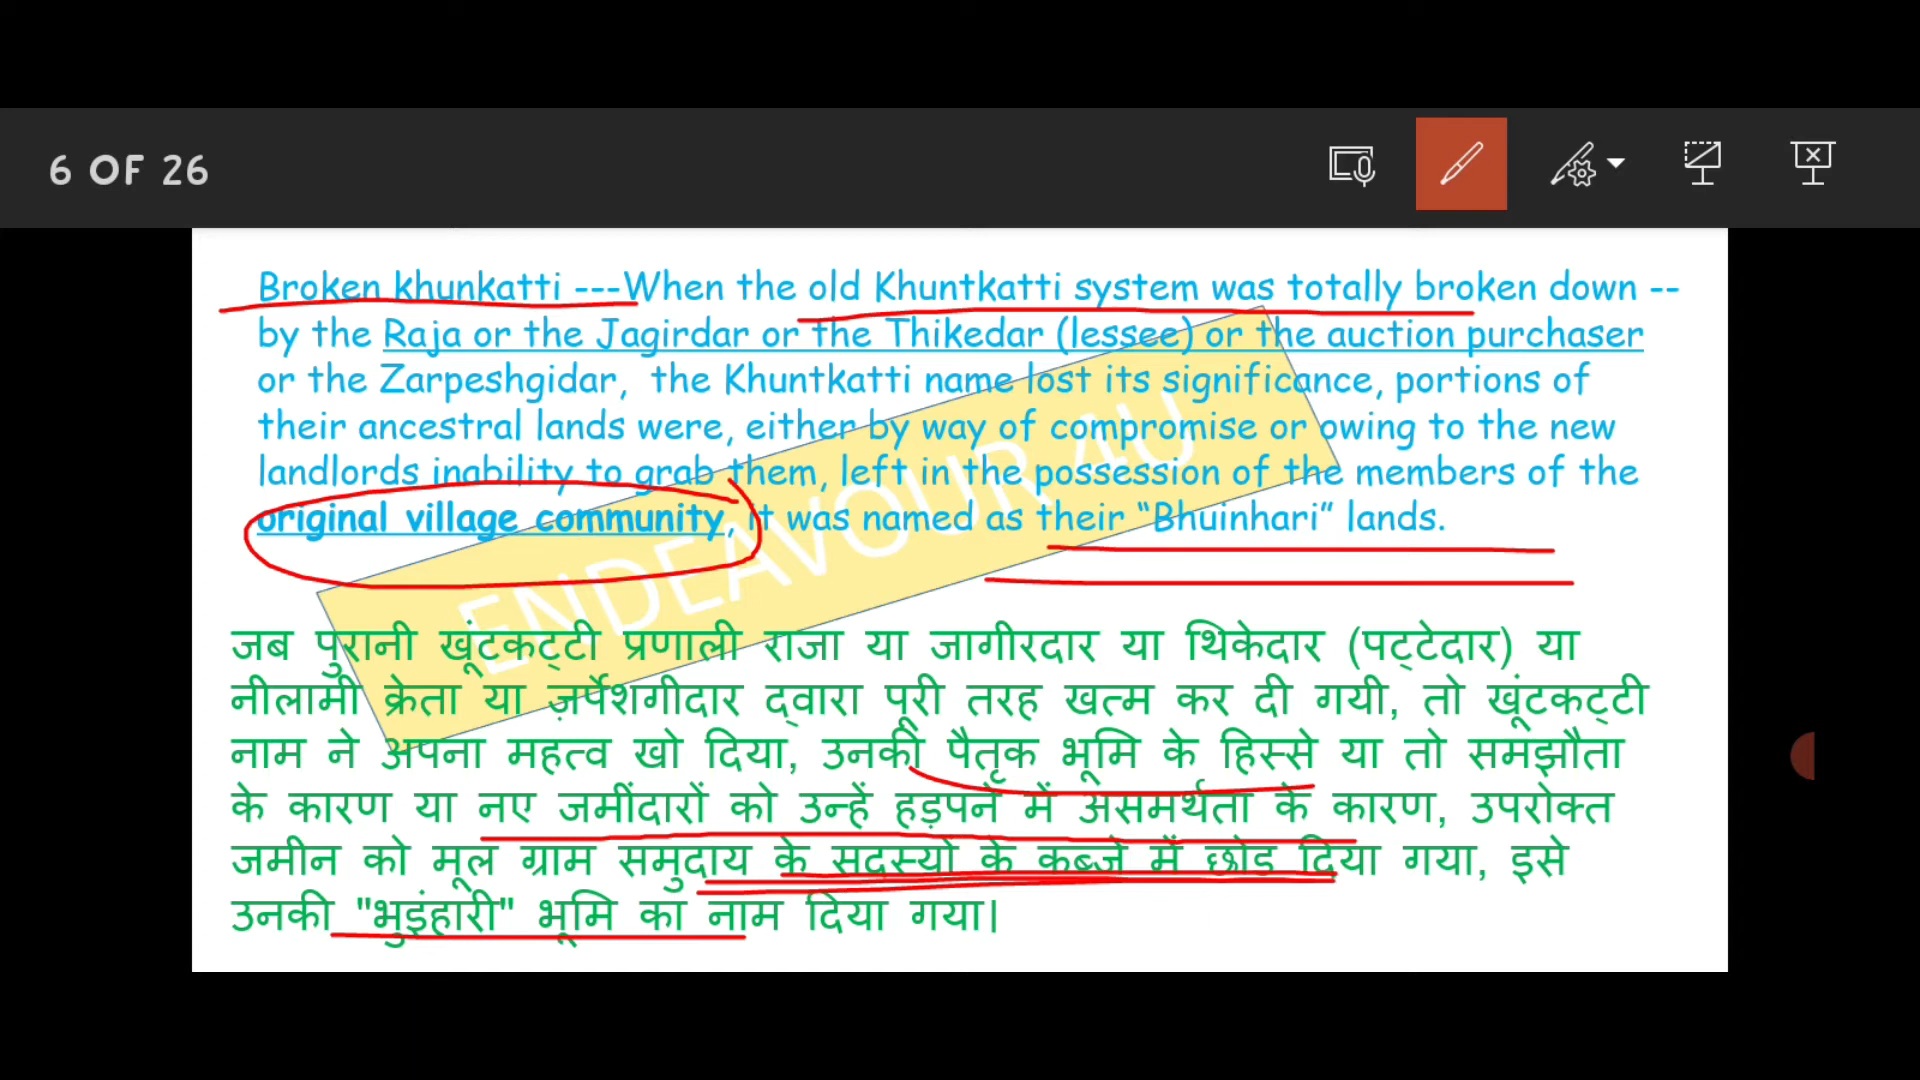 6 OF 26
Broken khunkatti ---When the old Khuntkatti system was totally broken down --
by the Raja or the Jagirdar or the Thikedar (lessee) or the auction purchaser
or the Zarpeshgidar,  the Khuntkatti name lost its significance, portions of
their ancestral lands were, either by way of compromise or owing to the new
landlords inability to grab them, left in the possession of the members of the
original village community, it was named as their “Bhuinhari” lands.
ENDEAVOUR 4U
जब पुरानी खूंटकट्टी प्रणाली राजा या जागीरदार या थिकेदार (पट्टेदार) या
नीलामी क्रेता या ज़र्पेशगीदार द्वारा पूरी तरह खत्म कर दी गयी, तो खूंटकट्टी
नाम ने अपना महत्व खो दिया, उनकी पैतृक भूमि के हिस्से या तो समझौता
के कारण या नए जमींदारों को उन्हें हड़पने में असमर्थता के कारण, उपरोक्त
जमीन को मूल ग्राम समुदाय के सदस्यों के कब्जे में छोड़ दिया गया, इसे
उनकी "भुइंहारी" भूमि का नाम दिया गया।